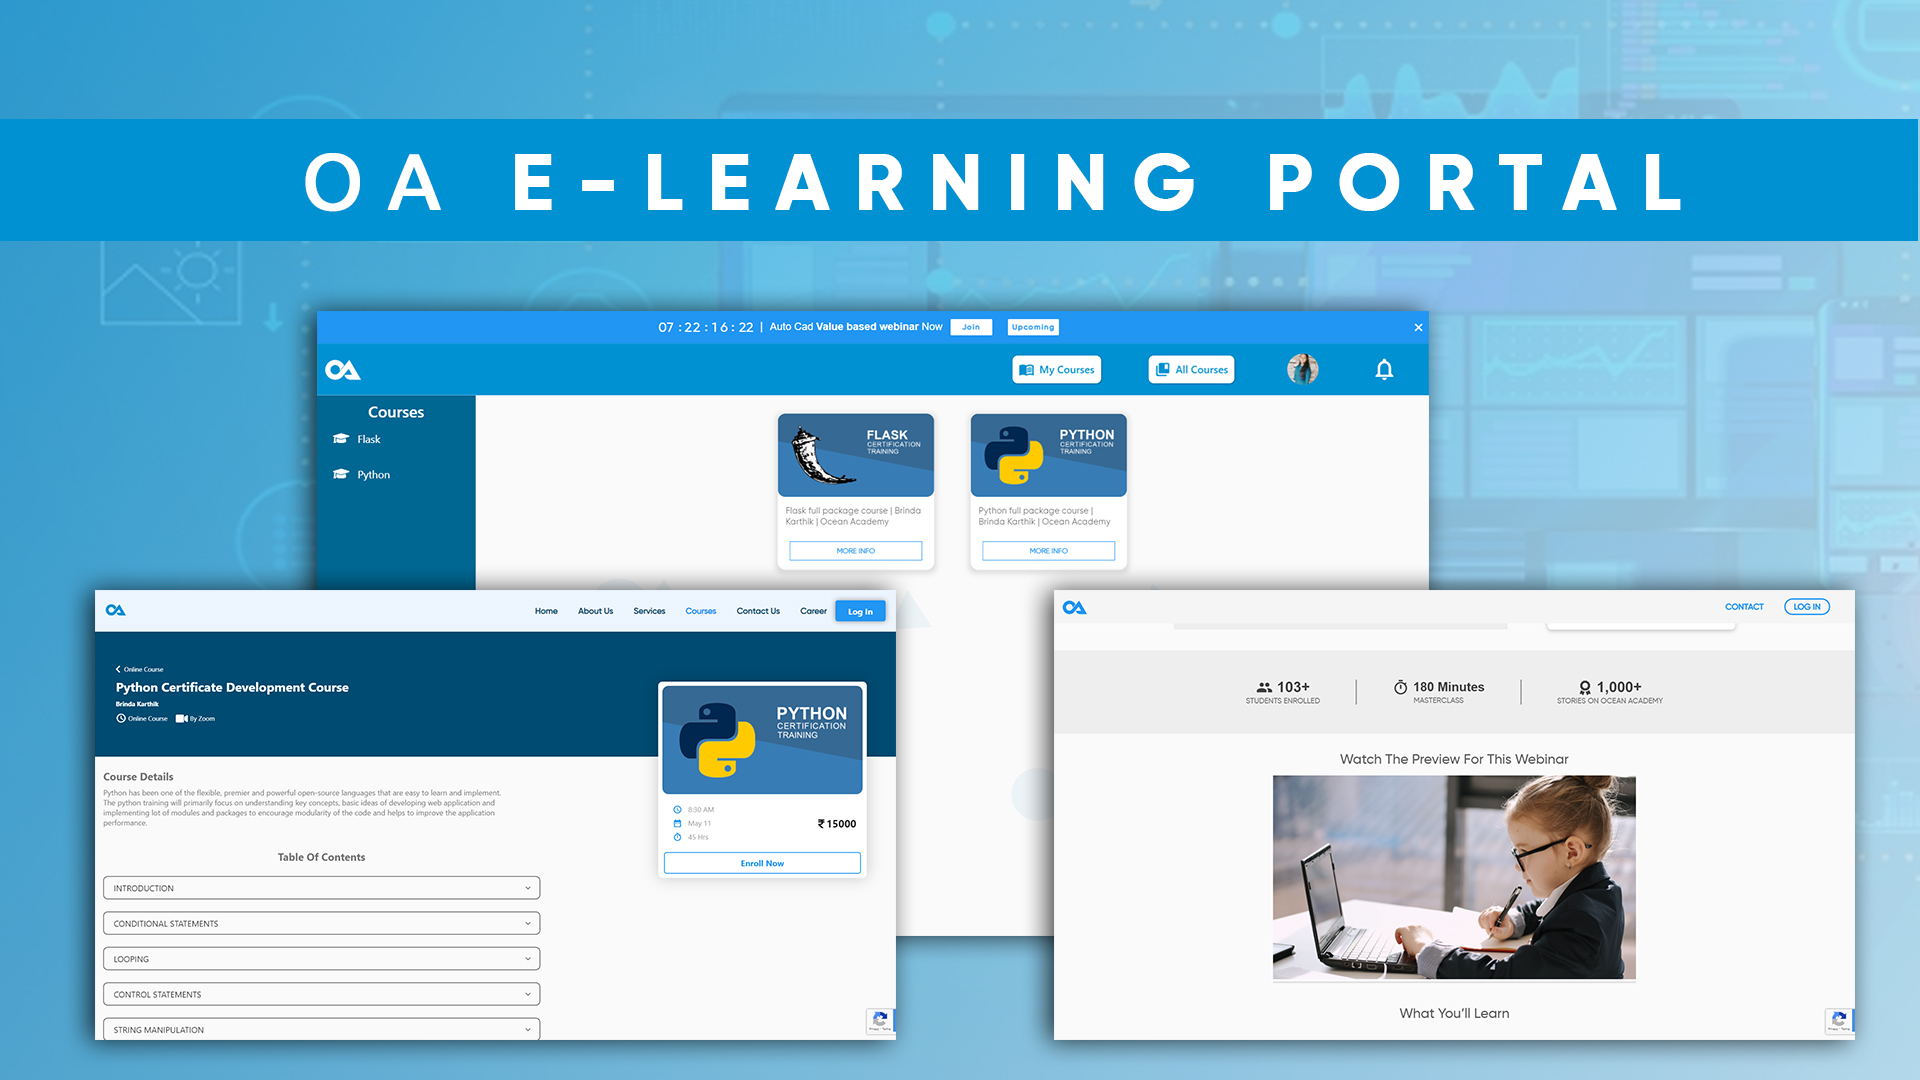 OA E-LEARNING PORTAL
07 : 22 : 16 : 22 | Auto Cad Value based webinar Now Join Upcoming
OA My Courses All Courses
Courses
Flask
Python
FLASK
CERTIFICATION
TRAINING
Flask full package course | Brinda
Karthik | Ocean Academy
MORE INFO
PYTHON
CERTIFICATION
TRAINING
Python full package course |
Brinda Karthik | Ocean Academy
MORE INFO
OA Home About Us Services Courses Contact Us Career Log In
Online Course
Python Certificate Development Course
Brinda Karthik
Online Course By Zoom
PYTHON
CERTIFICATION
TRAINING
8:30 AM
May 11
45 Hrs
₹ 15000
Enroll Now
Course Details
Python has been one of the flexible, premier and powerful open-source languages that are easy to learn and implement.
The python training will primarily focus on understanding key concepts, basic ideas of developing web application and
implementing lot of modules and packages to encourage modularity of the code and helps to improve the application
performance.
Table Of Contents
INTRODUCTION
CONDITIONAL STATEMENTS
LOOPING
CONTROL STATEMENTS
STRING MANIPULATION
OA CONTACT LOG IN
103+
STUDENTS ENROLLED
180 Minutes
MASTERCLASS
1,000+
STORIES ON OCEAN ACADEMY
Watch The Preview For This Webinar
What You'll Learn